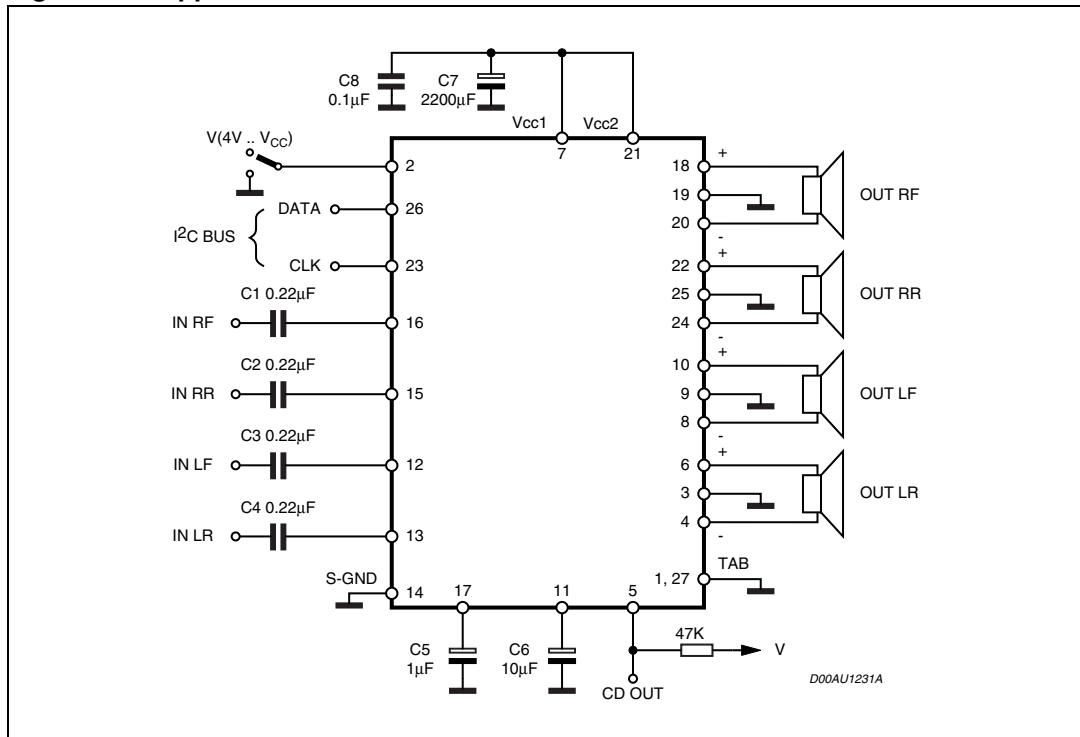 C8
0.1µF
C7
2200µF
Vcc1
Vcc2
7
21
V(4V .. VCC)
2
DATA
26
I2C BUS
CLK
23
C1 0.22µF
IN RF
16
C2 0.22µF
IN RR
15
C3 0.22µF
IN LF
12
C4 0.22µF
IN LR
13
S-GND
14
17
11
5
C5
1µF
C6
10µF
CD OUT
47K
V
18
+
19
20
-
OUT RF
22
+
25
24
-
OUT RR
10
+
9
8
-
OUT LF
6
+
3
4
-
OUT LR
1, 27
TAB
D00AU1231A